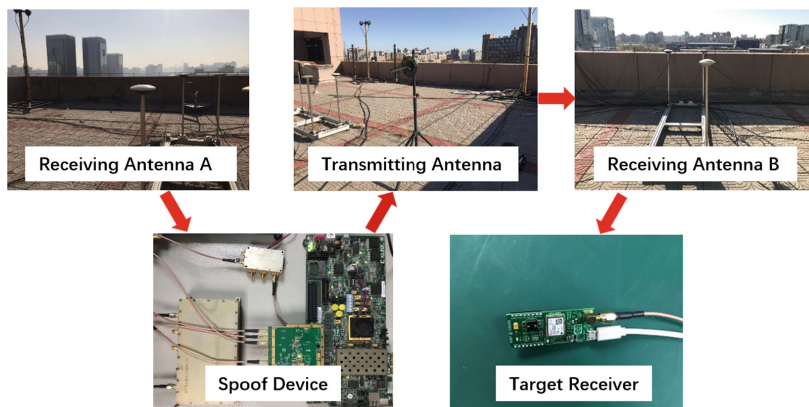 Receiving Antenna A
Transmitting Antenna
Receiving Antenna B
Spoof Device
Target Receiver